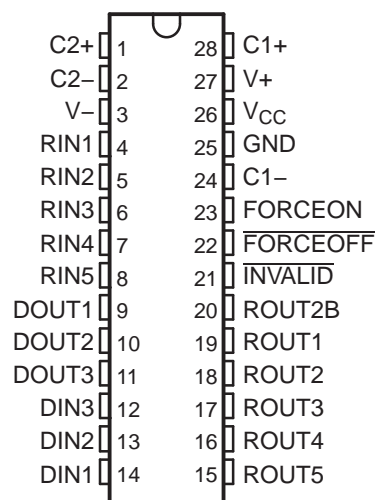 C2+ 1 28 C1+
C2− 2 27 V+
V− 3 26 VCC
RIN1 4 25 GND
RIN2 5 24 C1−
RIN3 6 23 FORCEON
RIN4 7 22 FORCEOFF
RIN5 8 21 INVALID
DOUT1 9 20 ROUT2B
DOUT2 10 19 ROUT1
DOUT3 11 18 ROUT2
DIN3 12 17 ROUT3
DIN2 13 16 ROUT4
DIN1 14 15 ROUT5